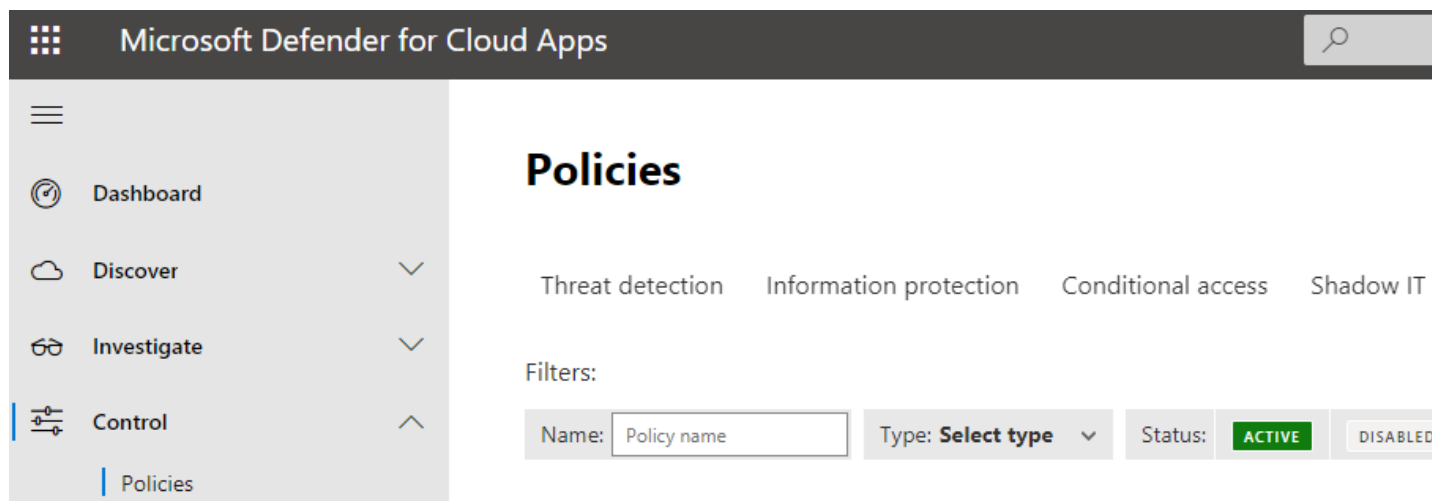 Microsoft Defender for Cloud Apps
Dashboard
Discover
Investigate
Control
Policies
Policies
Threat detection Information protection Conditional access Shadow IT
Filters:
Name: Policy name Type: Select type Status: ACTIVE DISABLED